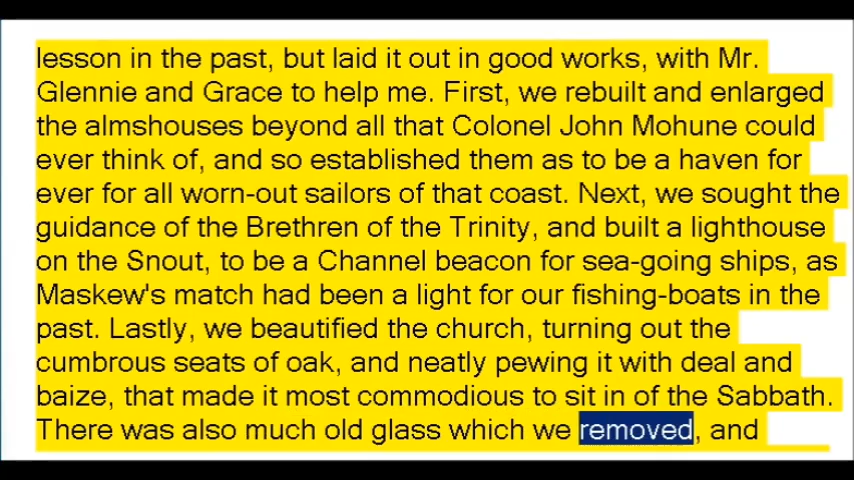 lesson in the past, but laid it out in good works, with Mr.
Glennie and Grace to help me. First, we rebuilt and enlarged
the almshouses beyond all that Colonel John Mohune could
ever think of, and so established them as to be a haven for
ever for all worn-out sailors of that coast. Next, we sought the
guidance of the Brethren of the Trinity, and built a lighthouse
on the Snout, to be a Channel beacon for sea-going ships, as
Maskew's match had been a light for our fishing-boats in the
past. Lastly, we beautified the church, turning out the
cumbrous seats of oak, and neatly pewing it with deal and
baize, that made it most commodious to sit in of the Sabbath.
There was also much old glass which we removed, and